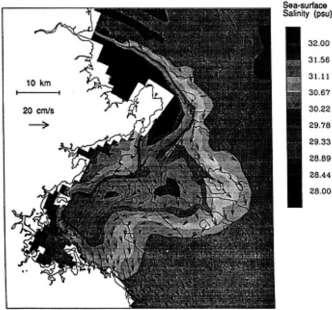 Sea-surface
Salinity (psu)
10 km
20 cm/s
32.00
31.56
31.11
30.67
30.22
29.78
29.33
28.89
28.44
28.00